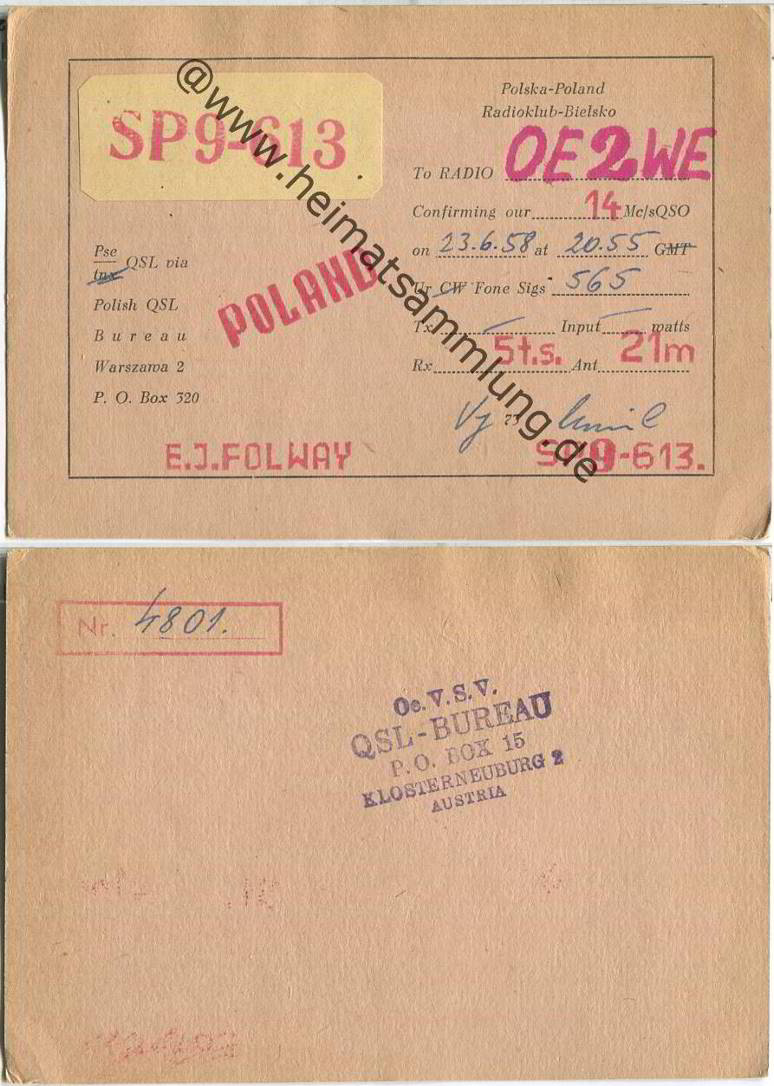 SP9-613
Polska-Poland
Radioklub-Bielsko
To RADIO OE2WE
Confirming our 14 Mc/sQSO
on 23.6.58 at 20.55 GMT
Ur CW Fone Sigs 565
Tx Input watts
Rx 5t.s. Ant 21m
Vy 73
SP9-613.
Pse
tnx QSL via
Polish QSL
Bureau
Warszawa 2
P. O. Box 320
POLAND
E.J.FOLWAY
@www.heimatsammlung.de
Nr. 4801.
Oe.V.S.V.
QSL-BUREAU
P.O. BOX 15
KLOSTERNEUBURG 2
AUSTRIA